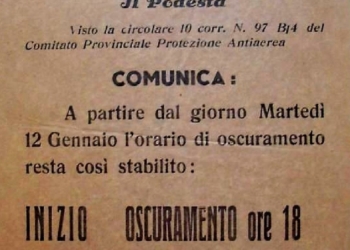 Il Podestà
Visto la circolare 10 corr. N. 97 Bj4 del
Comitato Provinciale Protezione Antiaerea
COMUNICA:
A partire dal giorno Martedì
12 Gennaio l'orario di oscuramento
resta così stabilito:
INIZIO OSCURAMENTO ore 18